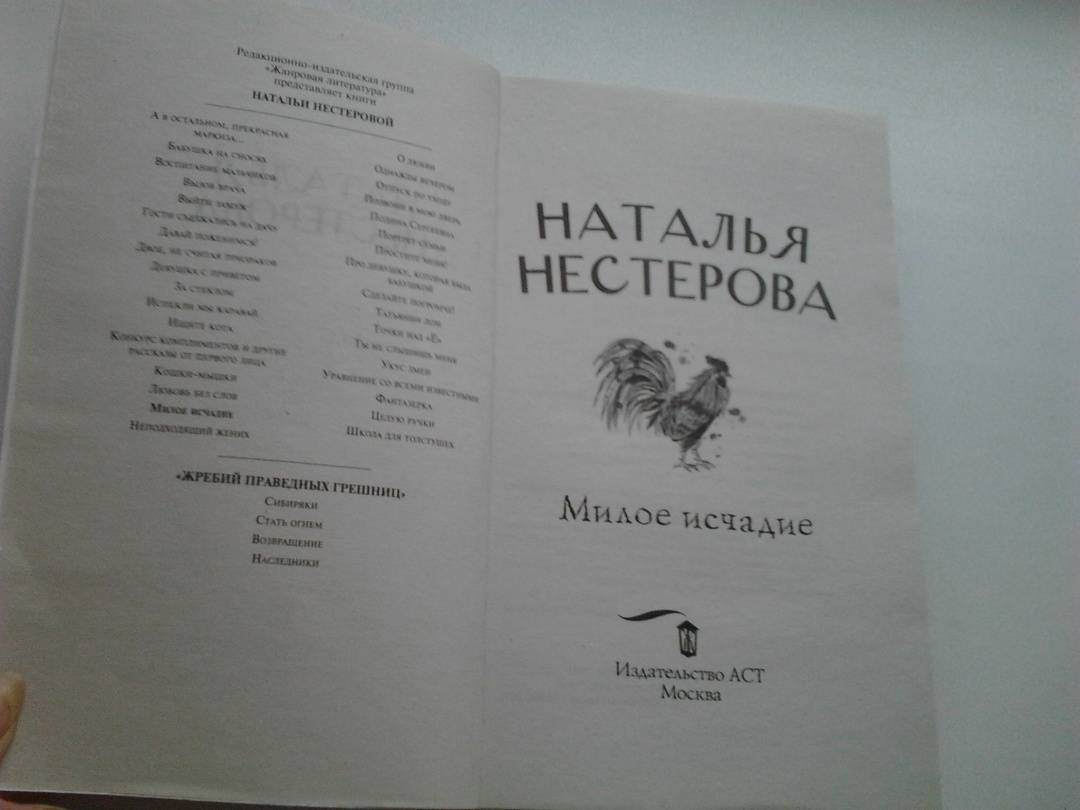 Редакционно-издательская группа
«Жанровая литература»
представляет книги
НАТАЛЬИ НЕСТЕРОВОЙ
А в остальном, прекрасная
маркиза...
Бабушка на сносях
Воспитание мальчиков
Вызов врача
Выйти замуж
Гости съезжались на дачу
Давай поженимся!
Двое, не считая призраков
Девушка с приветом
За стеклом
Испекли мы каравай
Ищите кота
Конкурс комплиментов и другие
рассказы от первого лица
Кошки-мышки
Любовь без слов
Милое исчадие
Неподходящий жених
О любви
Однажды вечером
Отпуск по уходу
Позвони в мою дверь
Полина Сергеевна
Портрет семьи
Простите меня!
Про девушку, которая была
бабушкой
Сделайте погромче!
Татьянин дом
Точки над «Ё»
Ты не слышишь меня
Укус змеи
Уравнение со всеми известными
Фантазерка
Целую ручки
Школа для толстушек
«ЖРЕБИЙ ПРАВЕДНЫХ ГРЕШНИЦ»
Сибиряки
Стать огнем
Возвращение
Наследники
НАТАЛЬЯ
НЕСТЕРОВА
Милое исчадие
Издательство АСТ
Москва